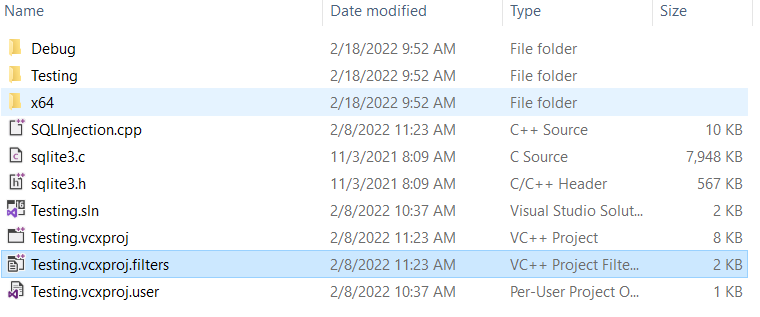 Name Date modified Type Size
Debug 2/18/2022 9:52 AM File folder
Testing 2/18/2022 9:52 AM File folder
x64 2/18/2022 9:52 AM File folder
SQLInjection.cpp 2/8/2022 11:23 AM C++ Source 10 KB
sqlite3.c 11/3/2021 8:09 AM C Source 7,948 KB
sqlite3.h 11/3/2021 8:09 AM C/C++ Header 567 KB
Testing.sln 2/8/2022 10:37 AM Visual Studio Solut... 2 KB
Testing.vcxproj 2/8/2022 11:23 AM VC++ Project 8 KB
Testing.vcxproj.filters 2/8/2022 11:23 AM VC++ Project Filte... 2 KB
Testing.vcxproj.user 2/8/2022 10:37 AM Per-User Project O... 1 KB